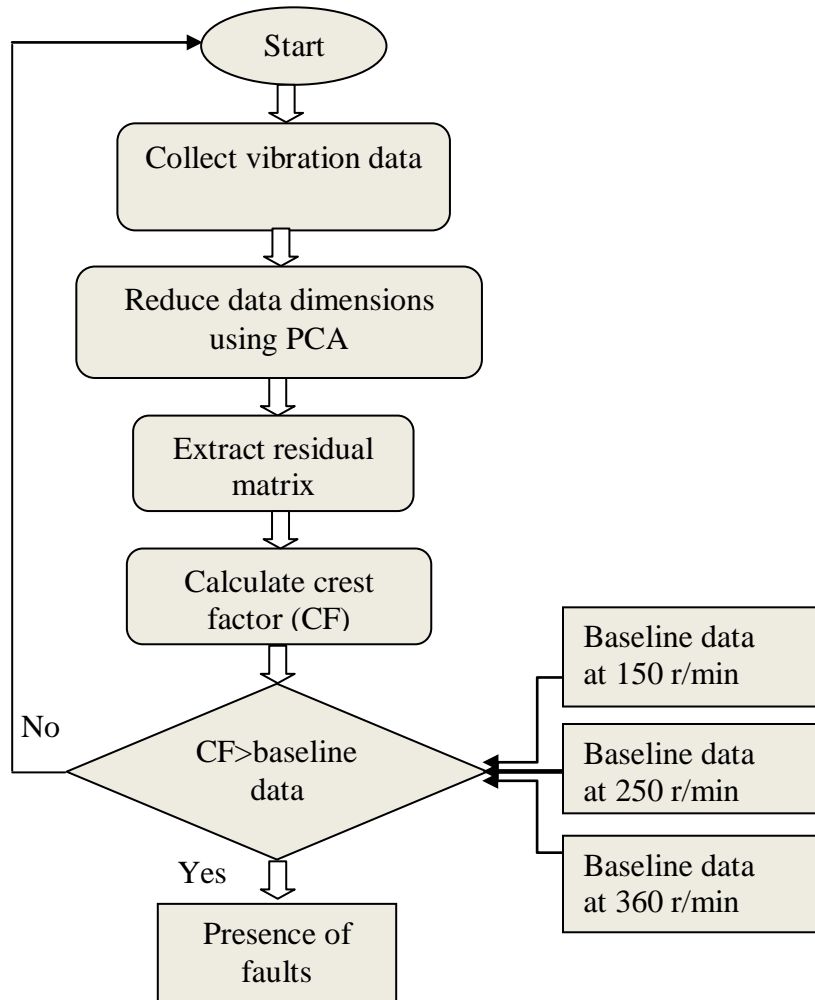 Start
Collect vibration data
Reduce data dimensions
using PCA
Extract residual
matrix
Calculate crest
factor (CF)
Baseline data
at 150 r/min
No
CF>baseline
data
Baseline data
at 250 r/min
Baseline data
at 360 r/min
Yes
Presence of
faults